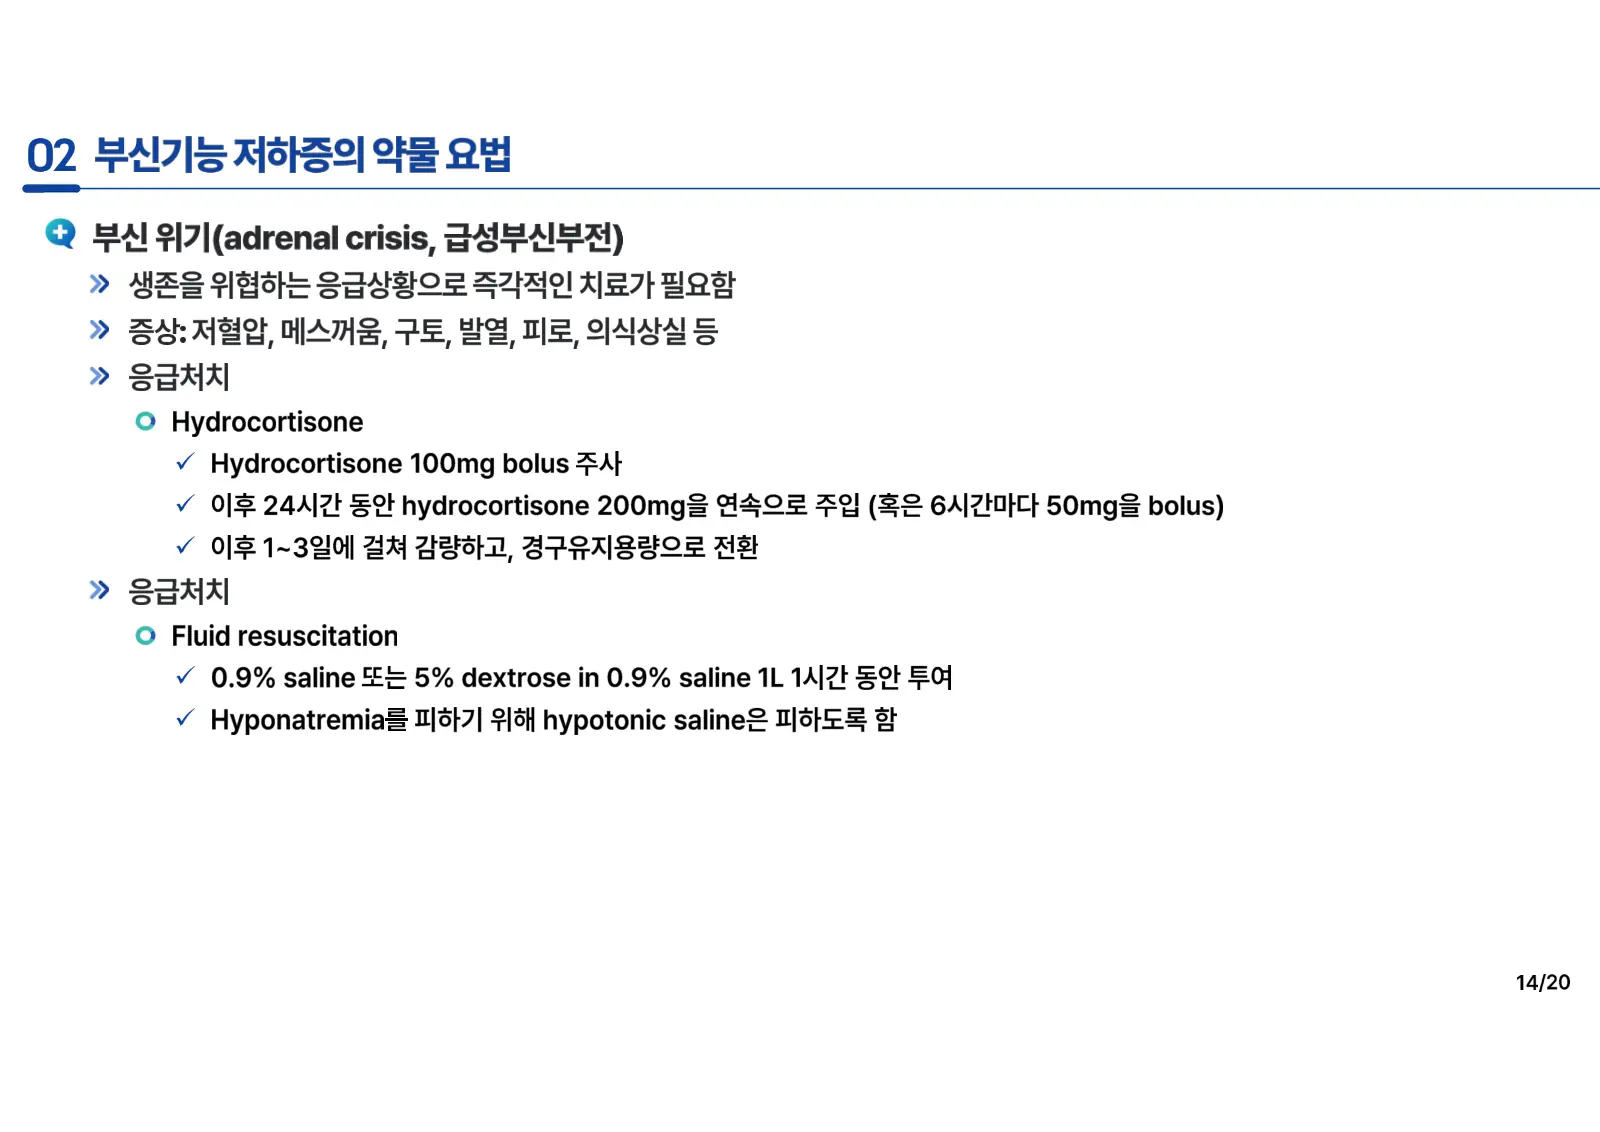 02 부신기능 저하증의 약물 요법
부신 위기(adrenal crisis, 급성부신부전)
생존을 위협하는 응급상황으로 즉각적인 치료가 필요함
증상: 저혈압, 메스꺼움, 구토, 발열, 피로, 의식상실 등
응급처치
Hydrocortisone
Hydrocortisone 100mg bolus 주사
이후 24시간 동안 hydrocortisone 200mg을 연속으로 주입 (혹은 6시간마다 50mg을 bolus)
이후 1~3일에 걸쳐 감량하고, 경구유지용량으로 전환
응급처치
Fluid resuscitation
0.9% saline 또는 5% dextrose in 0.9% saline 1L 1시간 동안 투여
Hyponatremia를 피하기 위해 hypotonic saline은 피하도록 함
14/20